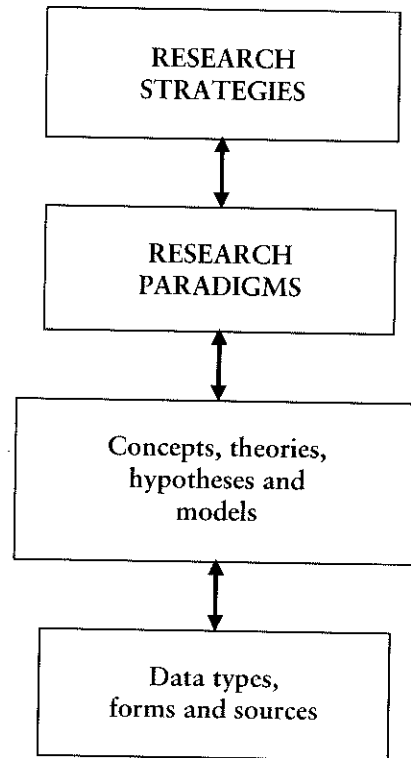 RESEARCH
STRATEGIES
RESEARCH
PARADIGMS
Concepts, theories,
hypotheses and
models
Data types,
forms and sources